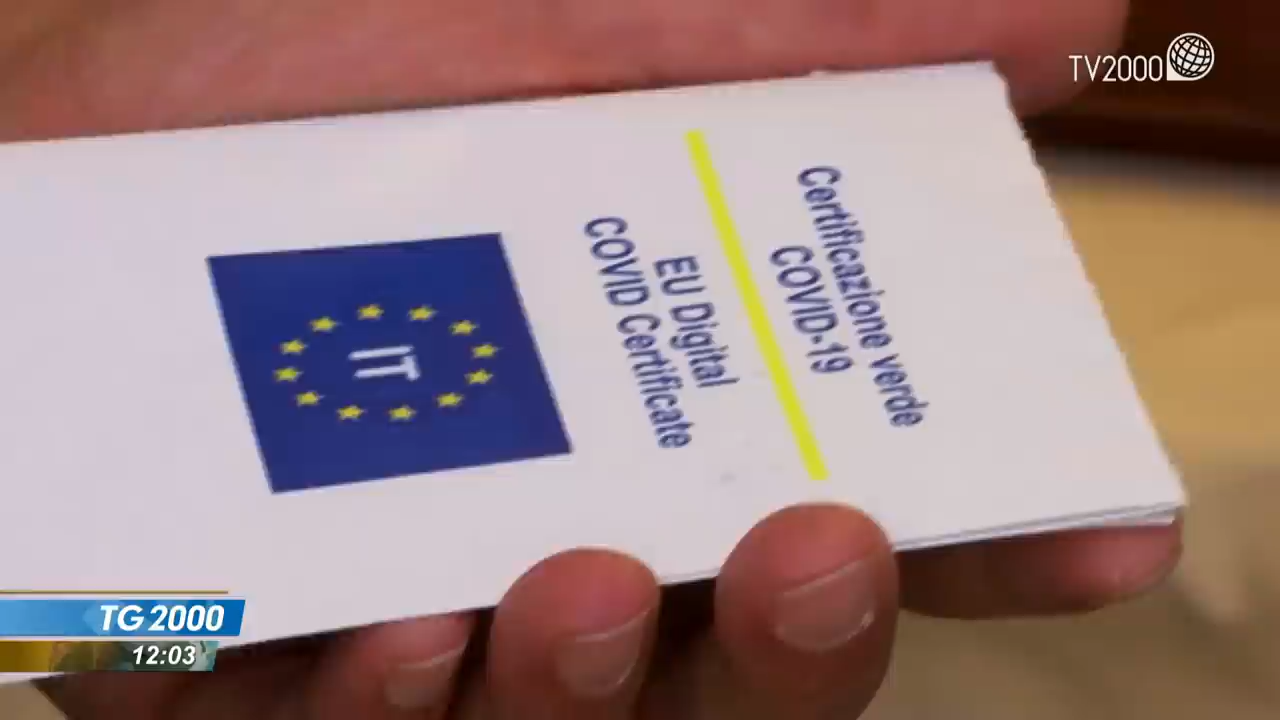 TV2000
Certificazione verde
COVID-19
EU Digital
COVID Certificate
IT
TG 2000
12:03